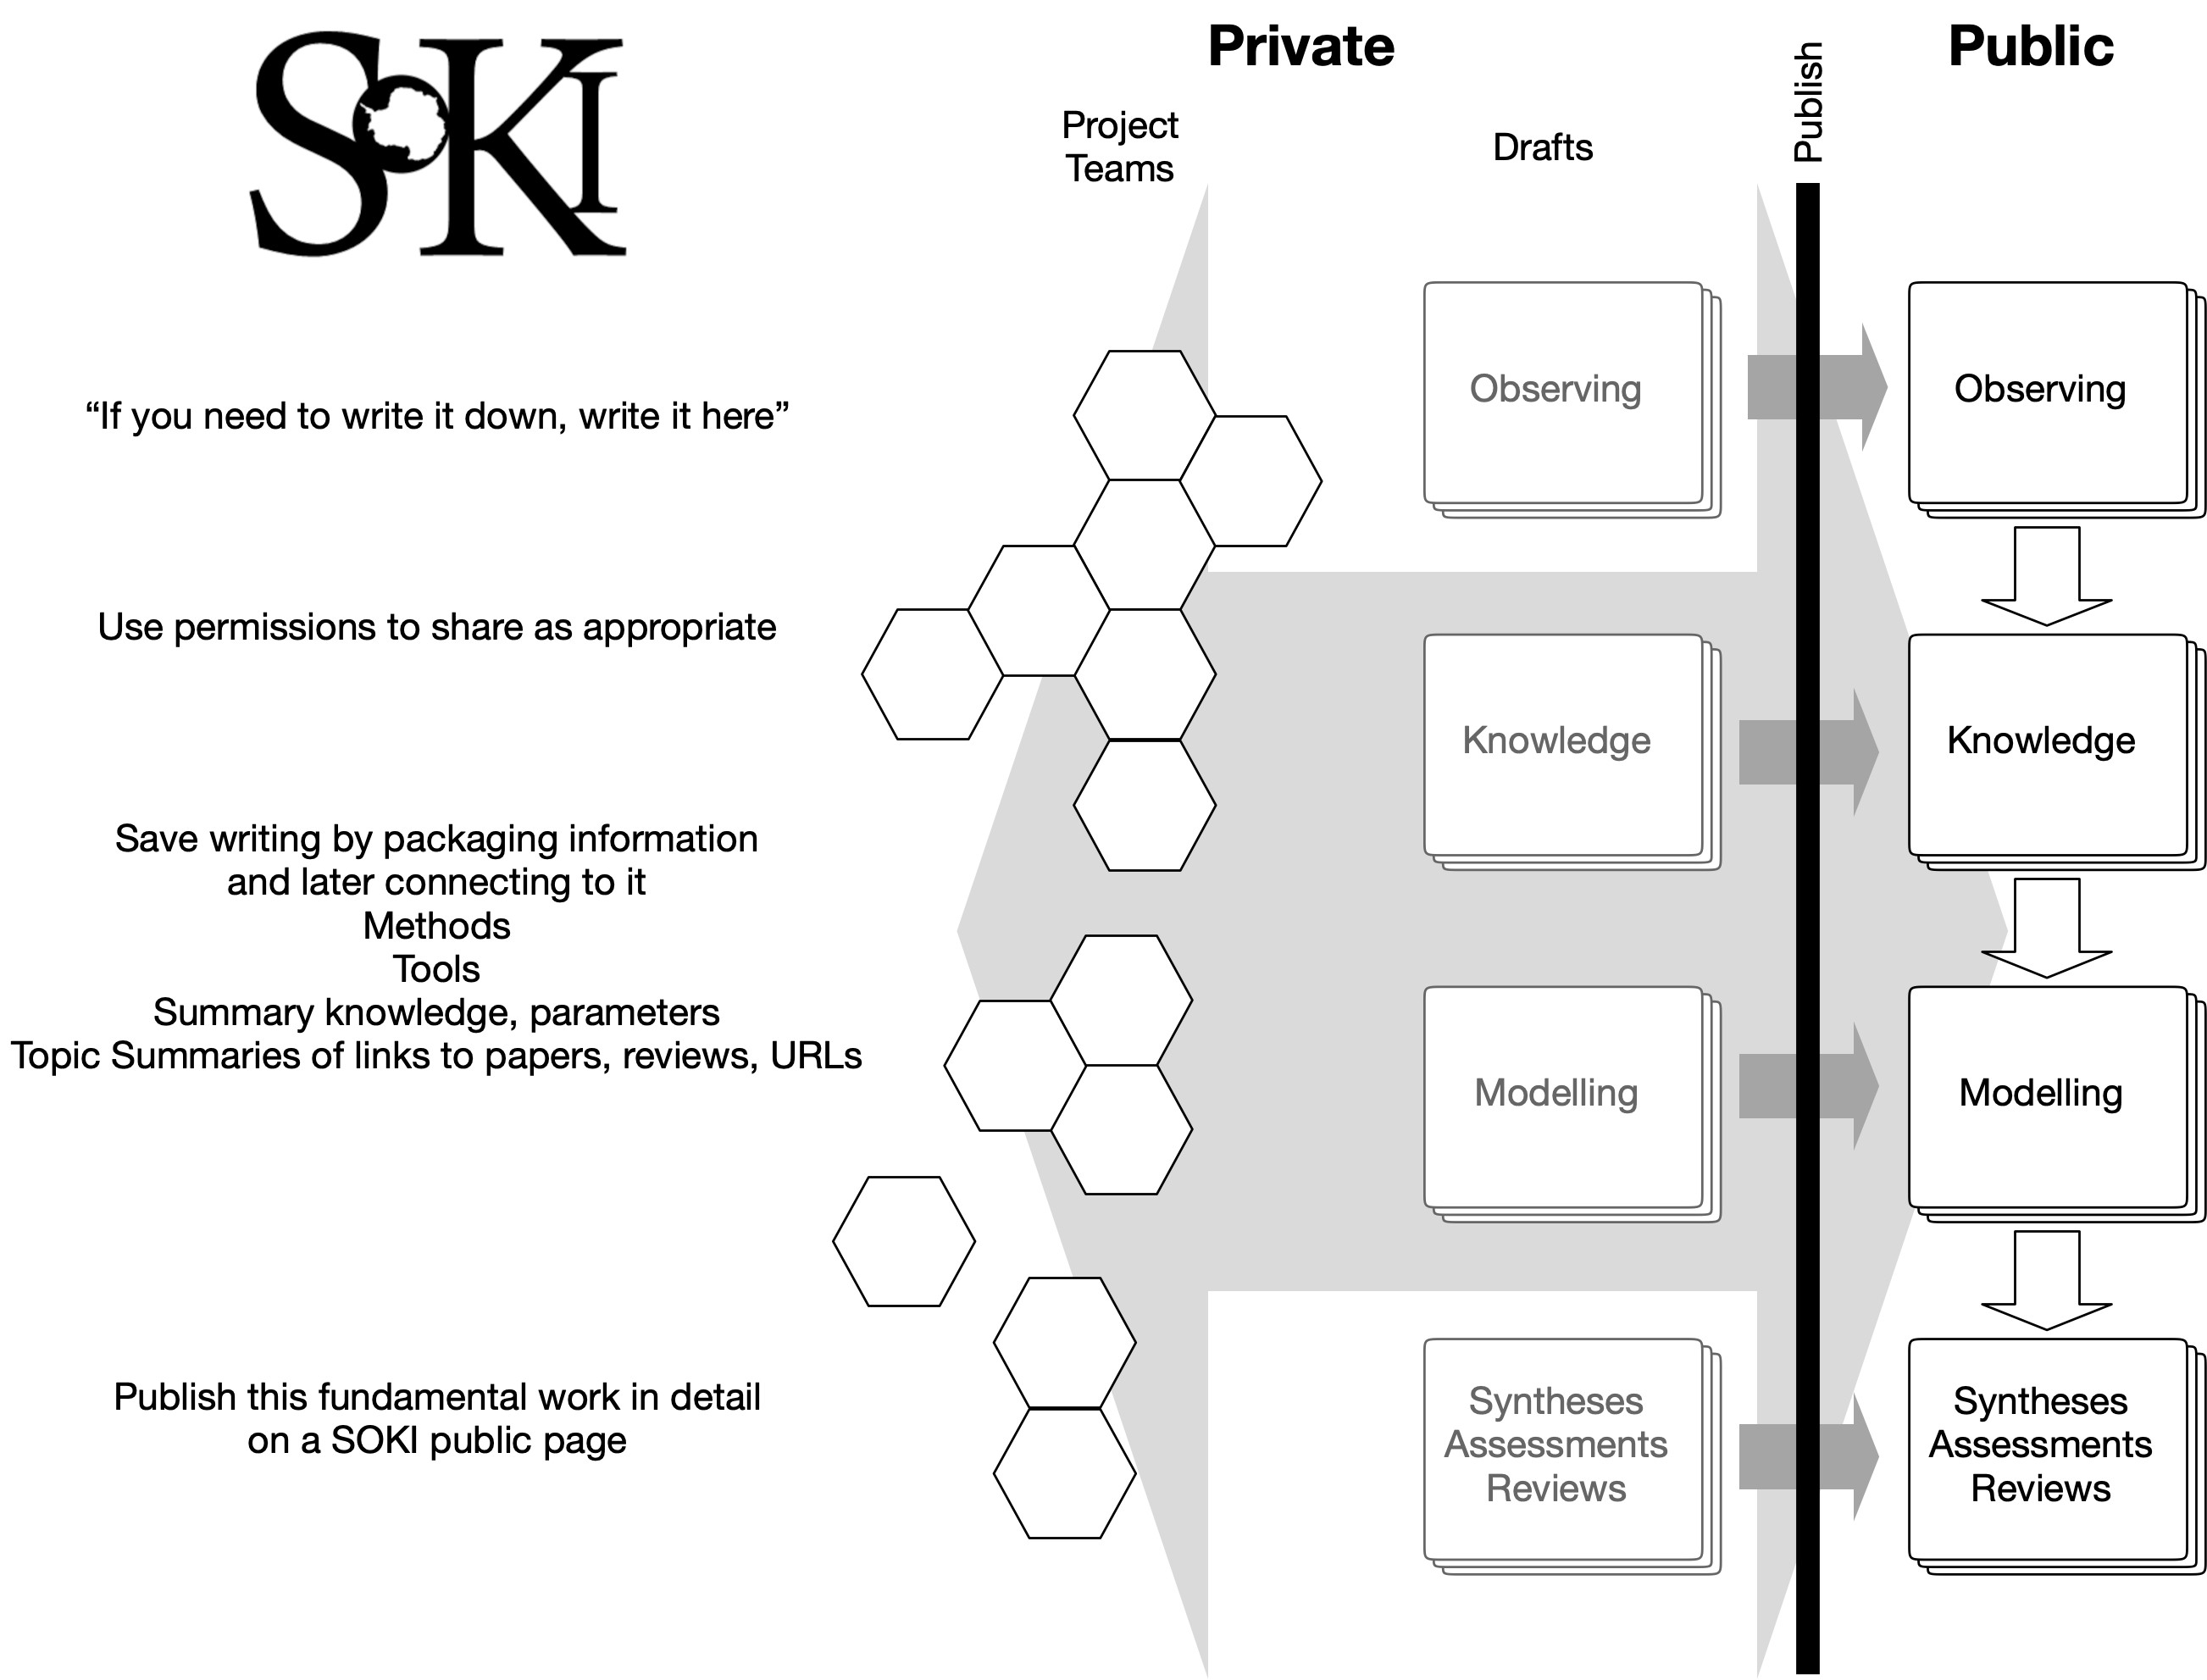 SOKI
Private
Public
Project
Teams
Drafts
Publish
“If you need to write it down, write it here”
Use permissions to share as appropriate
Save writing by packaging information
and later connecting to it
Methods
Tools
Summary knowledge, parameters
Topic Summaries of links to papers, reviews, URLs
Publish this fundamental work in detail
on a SOKI public page
Observing
Knowledge
Modelling
Syntheses
Assessments
Reviews
Observing
Knowledge
Modelling
Syntheses
Assessments
Reviews